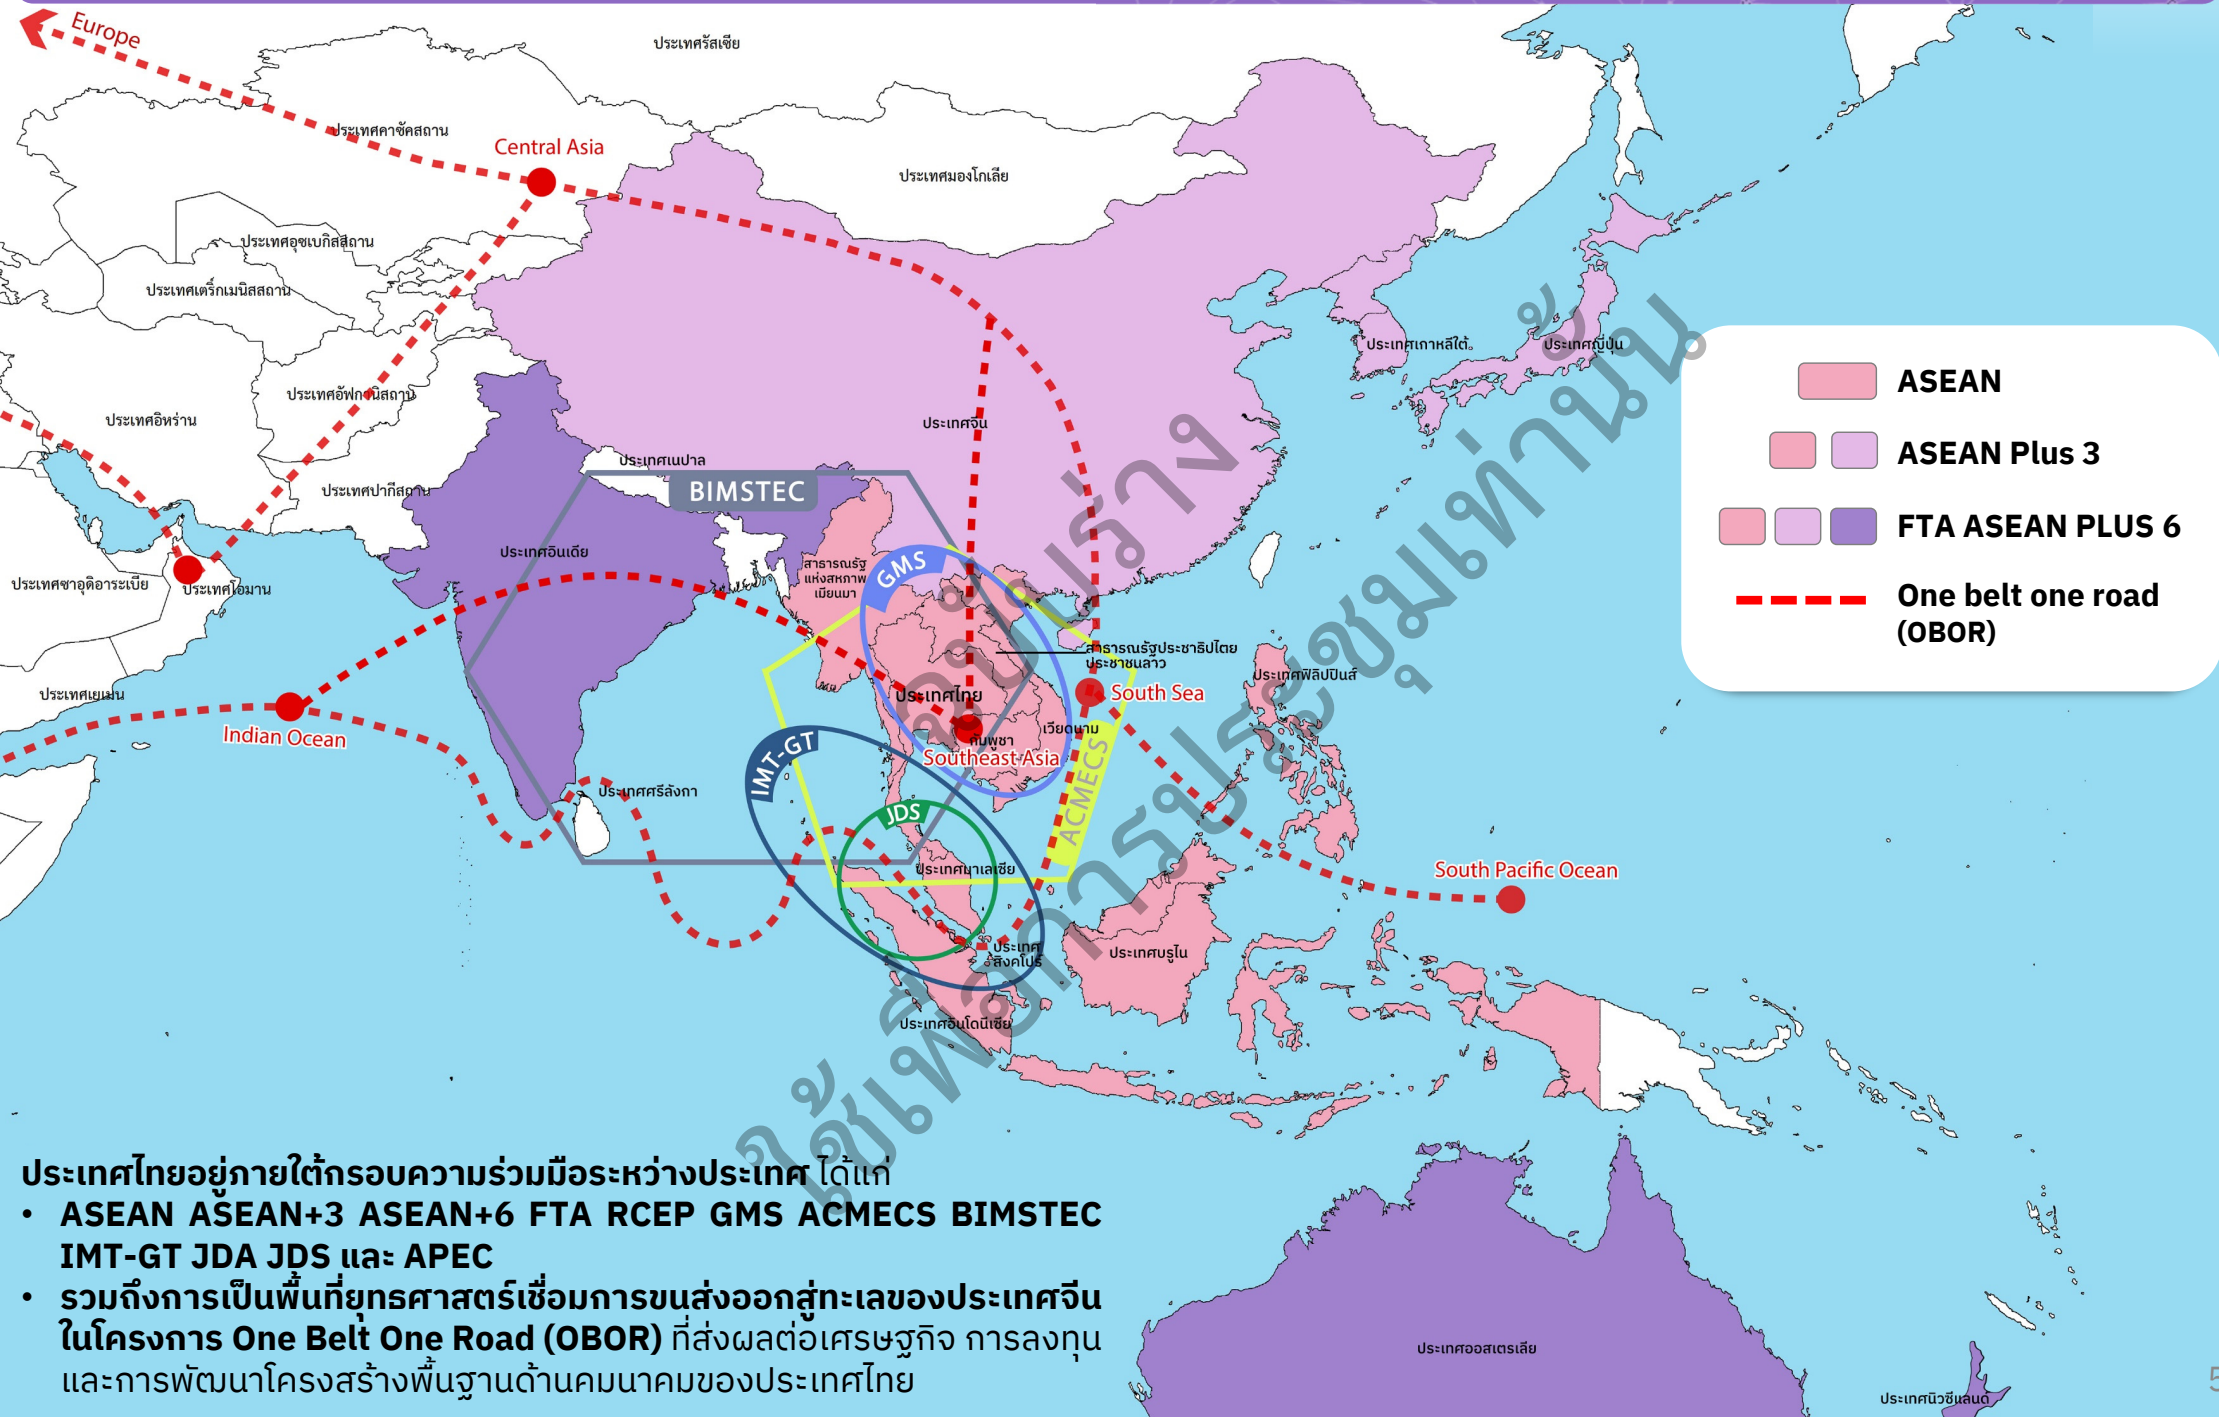 Europe
ประเทศรัสเซีย
ประเทศคาซัคสถาน
Central Asia
ประเทศมองโกเลีย
ประเทศอุซเบกิสสถาน
ประเทศเตริ์กเมนิสสถาน
ประเทศเกาหลีใต้
ประเทศญี่ปุ่น
ประเทศอัฟกานิสถาน
ประเทศอิหร่าน
ประเทศจีน
ประเทศเนปาล
ประเทศปากีสถาน
BIMSTEC
ประเทศอินเดีย
สาธารณรัฐ
แห่งสหภาพ
เมียนมา
GMS
ประเทศซาอุดิอาระเบีย
ประเทศโอมาน
สาธารณรัฐประชาธิปไตย
ประชาชนลาว
ประเทศฟิลิปปินส์
ประเทศเยเมน
ประเทศไทย
South Sea
Indian Ocean
เวียดนาม
กัมพูชา
Southeast Asia
IMT-GT
ACMECS
ประเทศศรีลังกา
JDS
ประเทศมาเลเซีย
South Pacific Ocean
ประเทศ
สิงคโปร์
ประเทศบรูไน
ประเทศอินโดนีเซีย
ประเทศออสเตรเลีย
ประเทศนิวซีแลนด์
ASEAN
ASEAN Plus 3
FTA ASEAN PLUS 6
One belt one road
(OBOR)
ฉบับร่าง
ใช้เพื่อการประชุมเท่านั้น
ประเทศไทยอยู่ภายใต้กรอบความร่วมมือระหว่างประเทศ ได้แก่
• ASEAN ASEAN+3 ASEAN+6 FTA RCEP GMS ACMECS BIMSTEC
IMT-GT JDA JDS และ APEC
• รวมถึงการเป็นพื้นที่ยุทธศาสตร์เชื่อมการขนส่งออกสู่ทะเลของประเทศจีน
ในโครงการ One Belt One Road (OBOR) ที่ส่งผลต่อเศรษฐกิจ การลงทุน
และการพัฒนาโครงสร้างพื้นฐานด้านคมนาคมของประเทศไทย
5